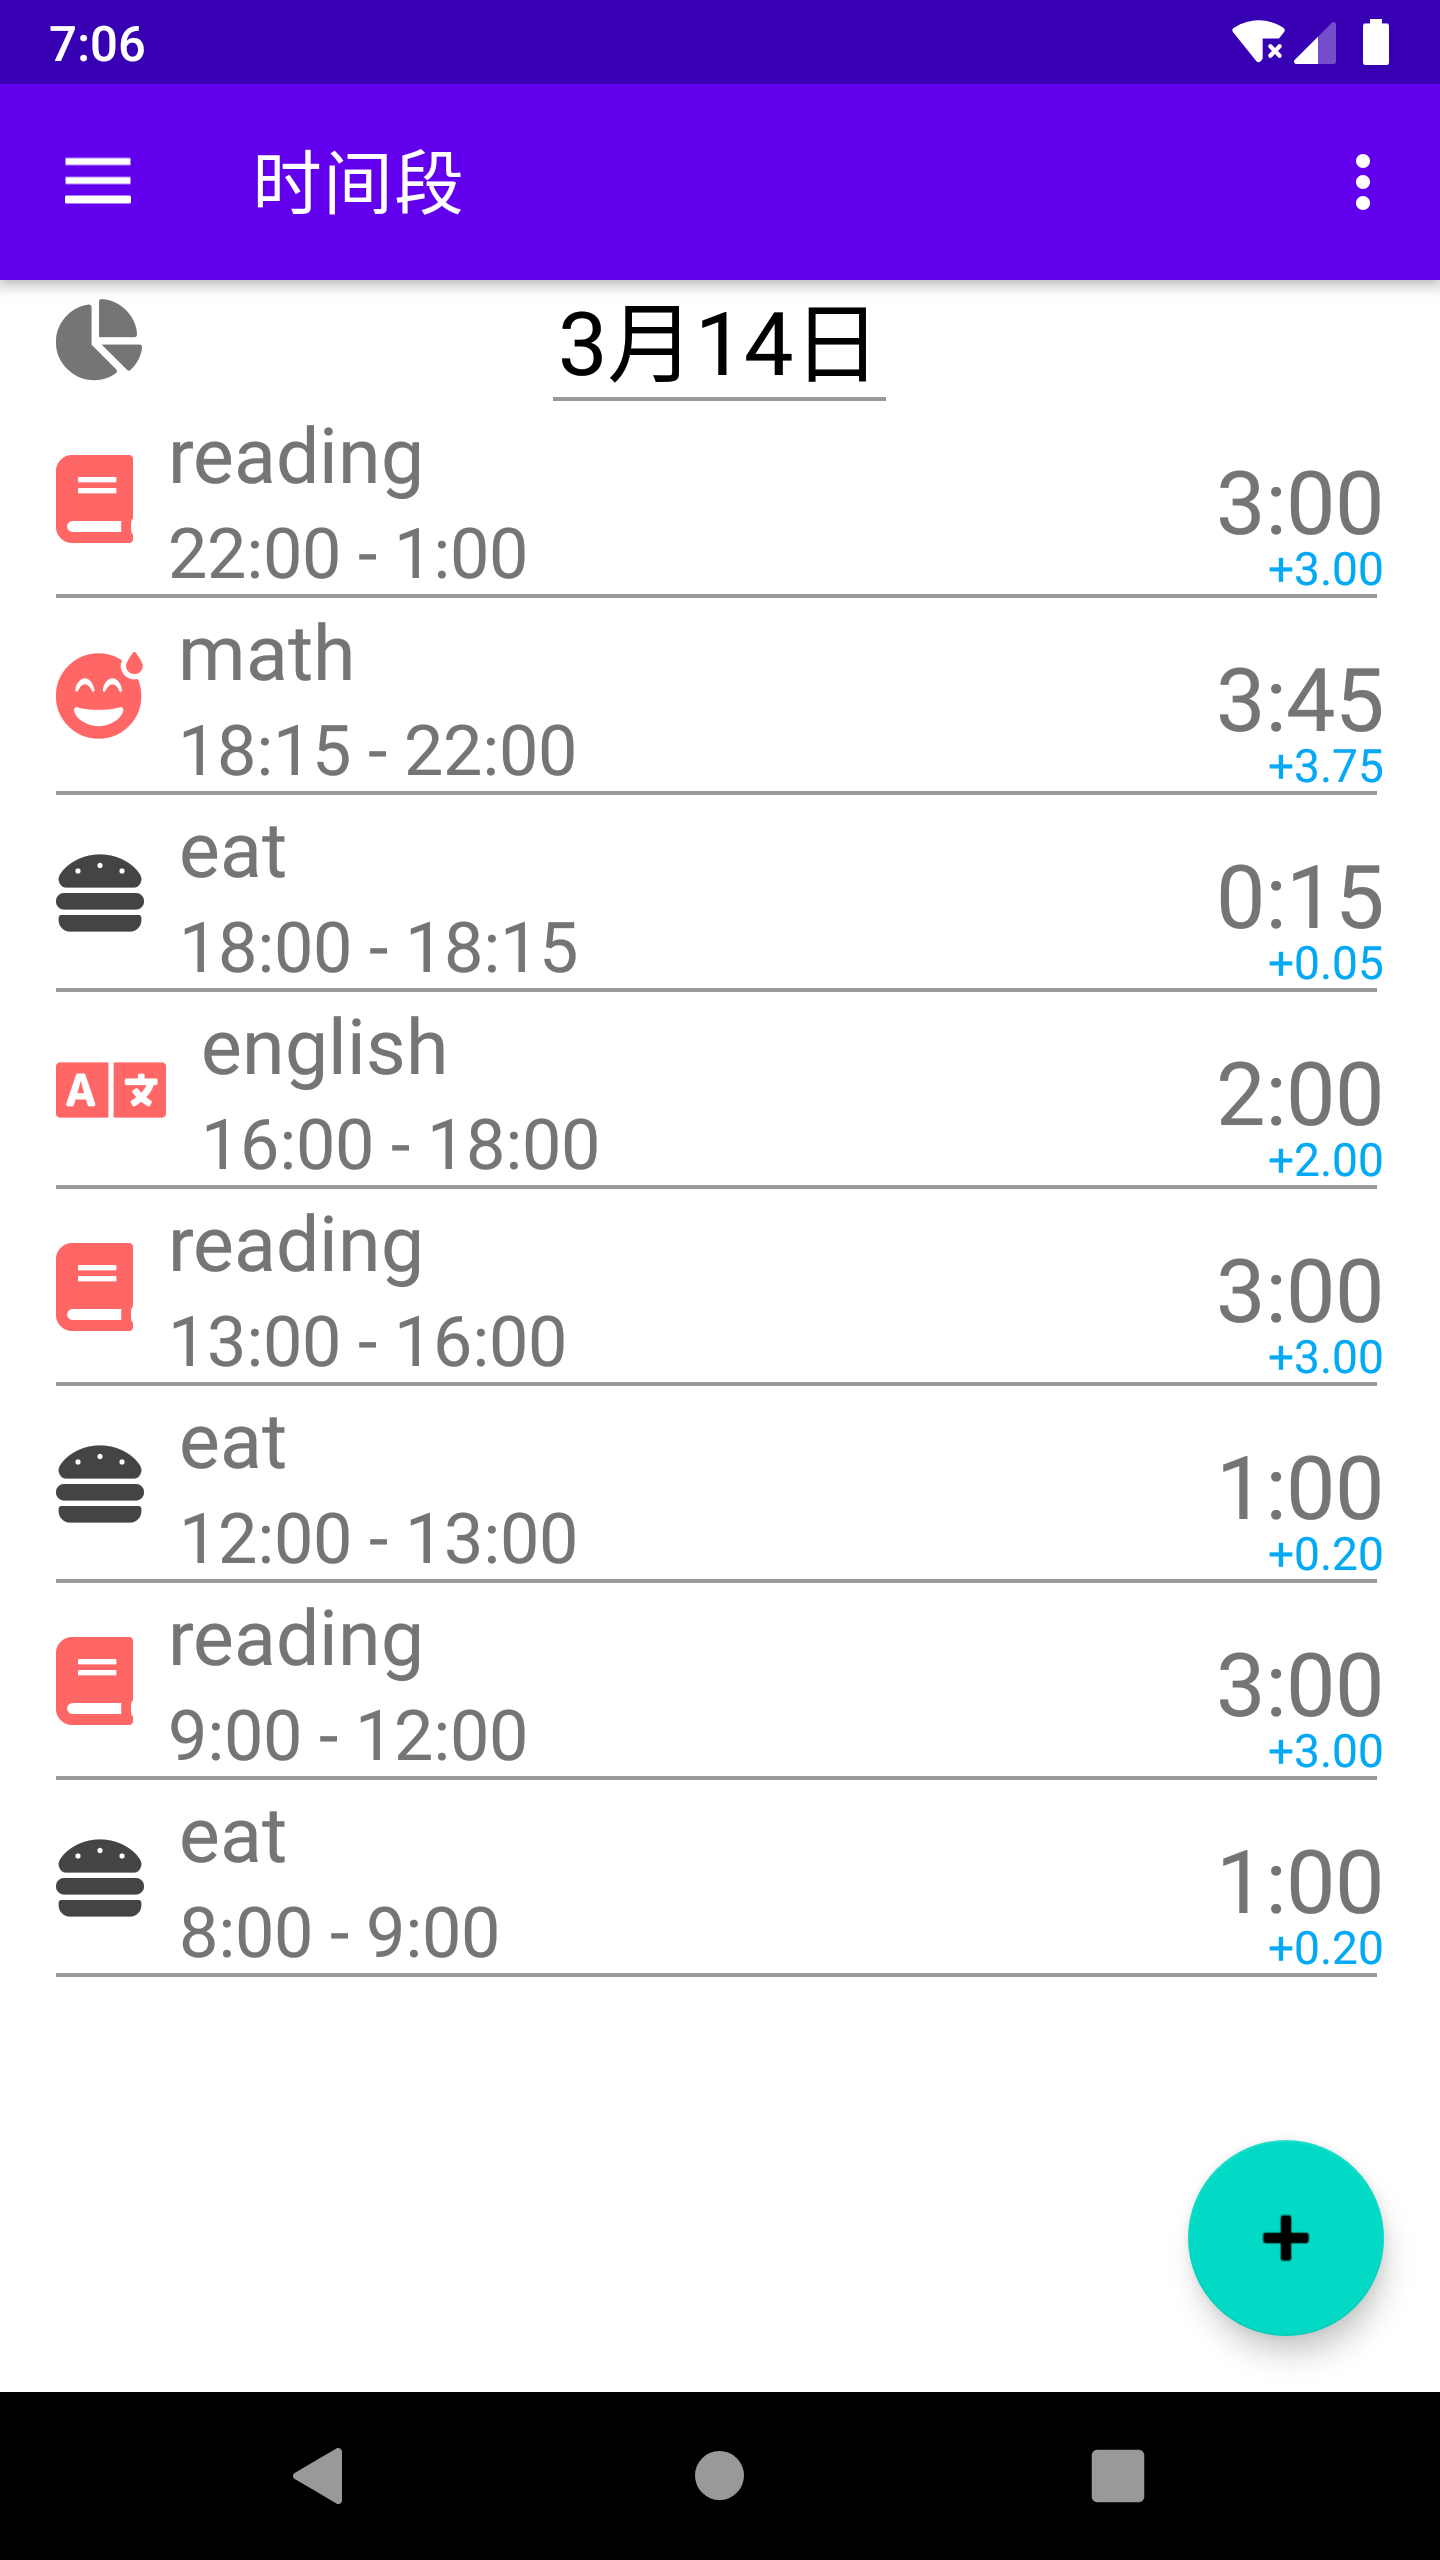 7:06
时间段
3月14日
reading
22:00 - 1:00
3:00
+3.00
math
18:15 - 22:00
3:45
+3.75
eat
18:00 - 18:15
0:15
+0.05
A 文
english
16:00 - 18:00
2:00
+2.00
reading
13:00 - 16:00
3:00
+3.00
eat
12:00 - 13:00
1:00
+0.20
reading
9:00 - 12:00
3:00
+3.00
eat
8:00 - 9:00
1:00
+0.20